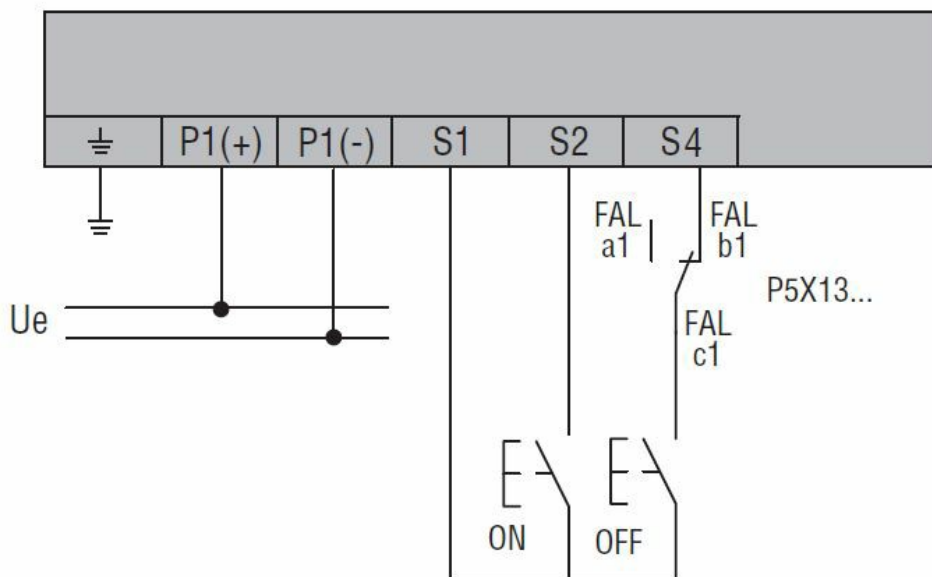 P1(+) P1(-) S1 S2 S4
FAL
a1
FAL
b1
P5X13...
Ue
FAL
c1
ON
OFF